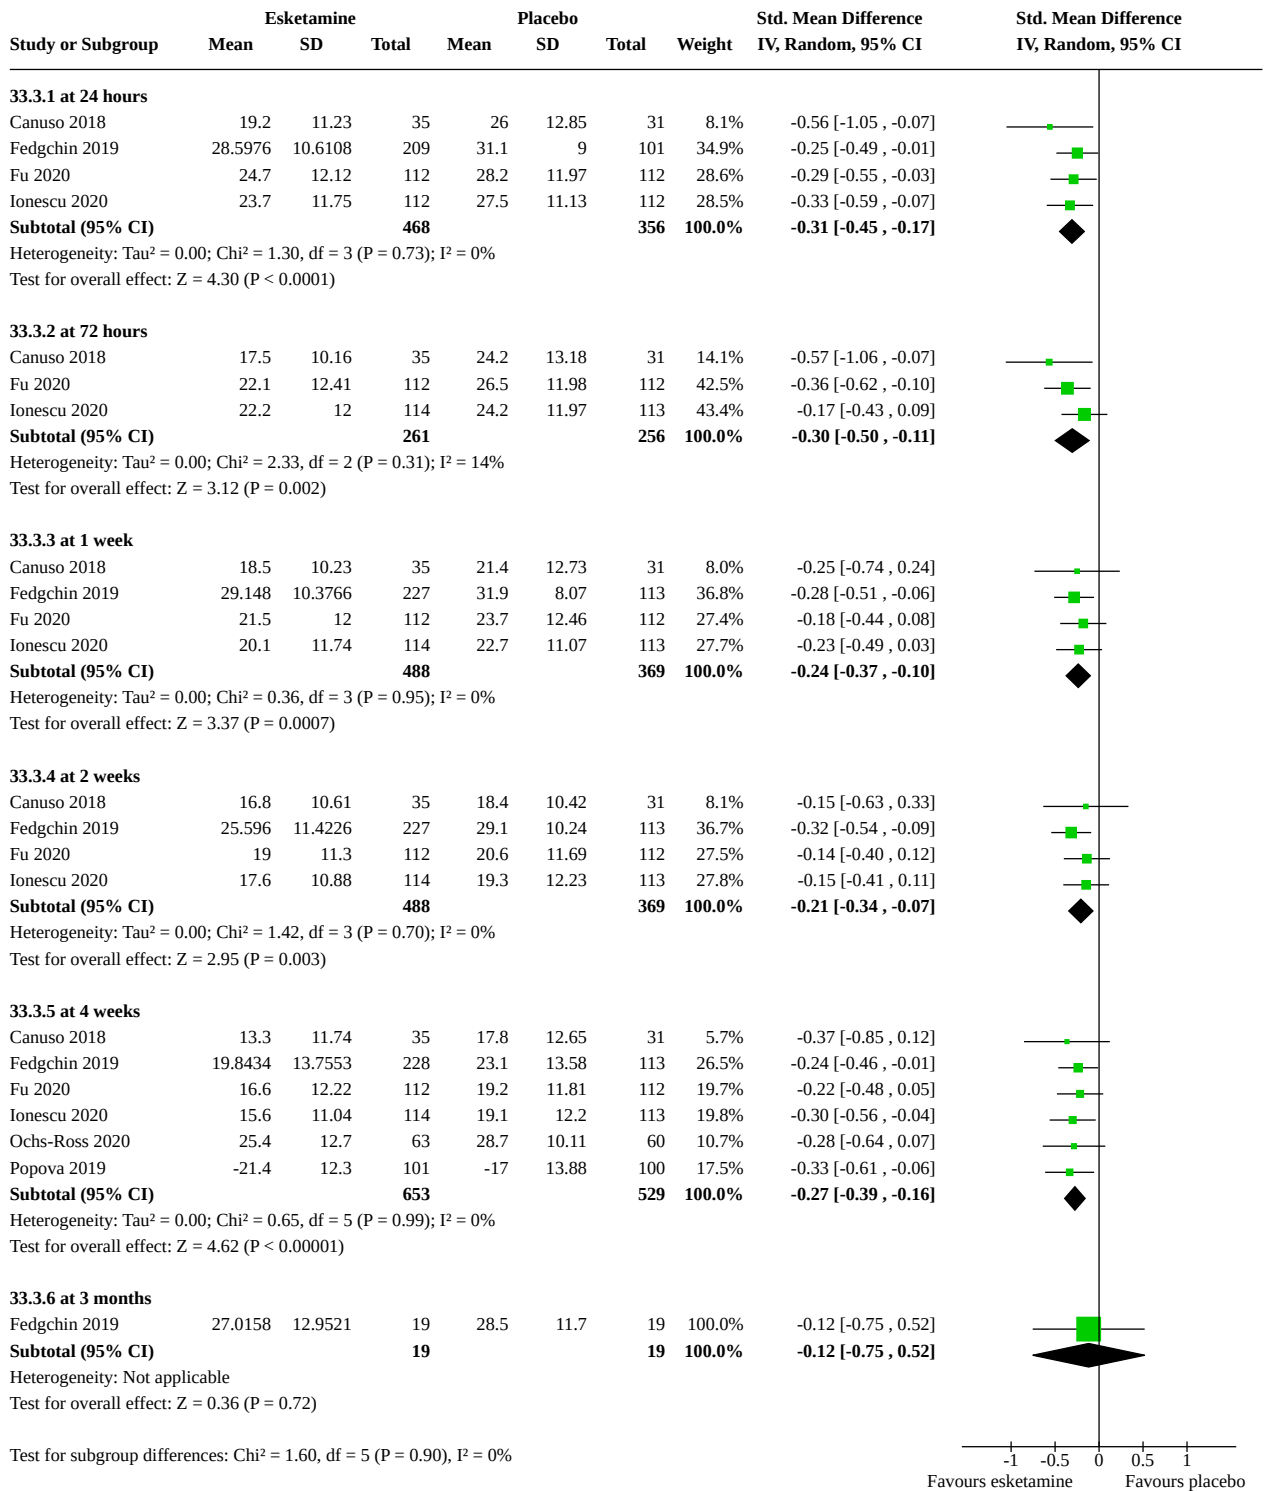 Esketamine Placebo Std. Mean Difference Std. Mean Difference
Study or Subgroup Mean SD Total Mean SD Total Weight IV, Random, 95% CI IV, Random, 95% CI
33.3.1 at 24 hours
Canuso 2018 19.2 11.23 35 26 12.85 31 8.1% -0.56 [-1.05 , -0.07]
Fedgchin 2019 28.5976 10.6108 209 31.1 9 101 34.9% -0.25 [-0.49 , -0.01]
Fu 2020 24.7 12.12 112 28.2 11.97 112 28.6% -0.29 [-0.55 , -0.03]
Ionescu 2020 23.7 11.75 112 27.5 11.13 112 28.5% -0.33 [-0.59 , -0.07]
Subtotal (95% CI) 468 356 100.0% -0.31 [-0.45 , -0.17]
Heterogeneity: Tau² = 0.00; Chi² = 1.30, df = 3 (P = 0.73); I² = 0%
Test for overall effect: Z = 4.30 (P < 0.0001)
33.3.2 at 72 hours
Canuso 2018 17.5 10.16 35 24.2 13.18 31 14.1% -0.57 [-1.06 , -0.07]
Fu 2020 22.1 12.41 112 26.5 11.98 112 42.5% -0.36 [-0.62 , -0.10]
Ionescu 2020 22.2 12 114 24.2 11.97 113 43.4% -0.17 [-0.43 , 0.09]
Subtotal (95% CI) 261 256 100.0% -0.30 [-0.50 , -0.11]
Heterogeneity: Tau² = 0.00; Chi² = 2.33, df = 2 (P = 0.31); I² = 14%
Test for overall effect: Z = 3.12 (P = 0.002)
33.3.3 at 1 week
Canuso 2018 18.5 10.23 35 21.4 12.73 31 8.0% -0.25 [-0.74 , 0.24]
Fedgchin 2019 29.148 10.3766 227 31.9 8.07 113 36.8% -0.28 [-0.51 , -0.06]
Fu 2020 21.5 12 112 23.7 12.46 112 27.4% -0.18 [-0.44 , 0.08]
Ionescu 2020 20.1 11.74 114 22.7 11.07 113 27.7% -0.23 [-0.49 , 0.03]
Subtotal (95% CI) 488 369 100.0% -0.24 [-0.37 , -0.10]
Heterogeneity: Tau² = 0.00; Chi² = 0.36, df = 3 (P = 0.95); I² = 0%
Test for overall effect: Z = 3.37 (P = 0.0007)
33.3.4 at 2 weeks
Canuso 2018 16.8 10.61 35 18.4 10.42 31 8.1% -0.15 [-0.63 , 0.33]
Fedgchin 2019 25.596 11.4226 227 29.1 10.24 113 36.7% -0.32 [-0.54 , -0.09]
Fu 2020 19 11.3 112 20.6 11.69 112 27.5% -0.14 [-0.40 , 0.12]
Ionescu 2020 17.6 10.88 114 19.3 12.23 113 27.8% -0.15 [-0.41 , 0.11]
Subtotal (95% CI) 488 369 100.0% -0.21 [-0.34 , -0.07]
Heterogeneity: Tau² = 0.00; Chi² = 1.42, df = 3 (P = 0.70); I² = 0%
Test for overall effect: Z = 2.95 (P = 0.003)
33.3.5 at 4 weeks
Canuso 2018 13.3 11.74 35 17.8 12.65 31 5.7% -0.37 [-0.85 , 0.12]
Fedgchin 2019 19.8434 13.7553 228 23.1 13.58 113 26.5% -0.24 [-0.46 , -0.01]
Fu 2020 16.6 12.22 112 19.2 11.81 112 19.7% -0.22 [-0.48 , 0.05]
Ionescu 2020 15.6 11.04 114 19.1 12.2 113 19.8% -0.30 [-0.56 , -0.04]
Ochs-Ross 2020 25.4 12.7 63 28.7 10.11 60 10.7% -0.28 [-0.64 , 0.07]
Popova 2019 -21.4 12.3 101 -17 13.88 100 17.5% -0.33 [-0.61 , -0.06]
Subtotal (95% CI) 653 529 100.0% -0.27 [-0.39 , -0.16]
Heterogeneity: Tau² = 0.00; Chi² = 0.65, df = 5 (P = 0.99); I² = 0%
Test for overall effect: Z = 4.62 (P < 0.00001)
33.3.6 at 3 months
Fedgchin 2019 27.0158 12.9521 19 28.5 11.7 19 100.0% -0.12 [-0.75 , 0.52]
Subtotal (95% CI) 19 19 100.0% -0.12 [-0.75 , 0.52]
Heterogeneity: Not applicable
Test for overall effect: Z = 0.36 (P = 0.72)
Test for subgroup differences: Chi² = 1.60, df = 5 (P = 0.90), I² = 0%
-1 -0.5 0 0.5 1
Favours esketamine Favours placebo